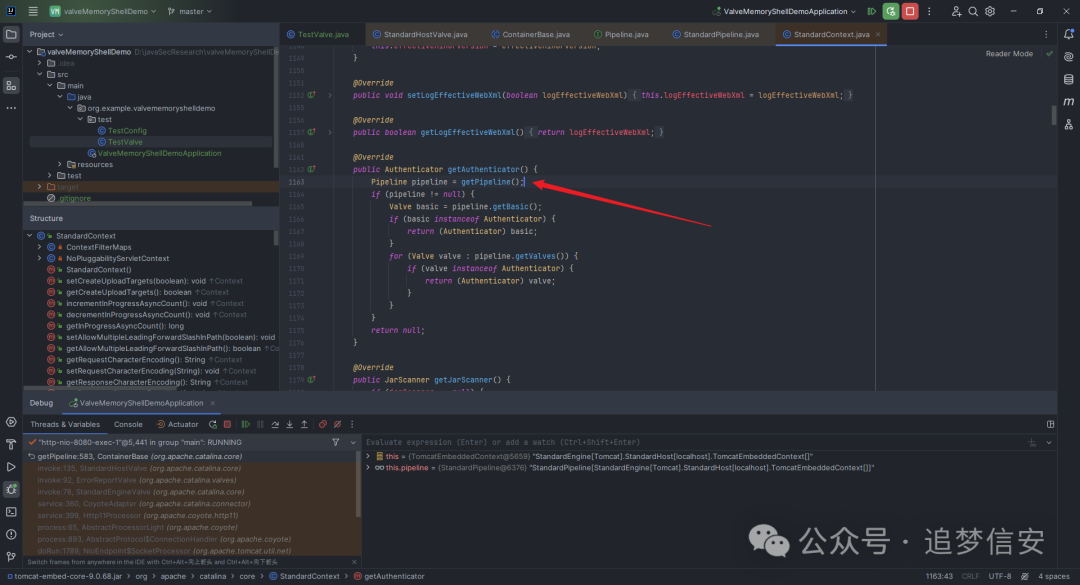 VM valveMemoryShellDemo master
ValveMemoryShellDemoApplication
Project
valveMemoryShellDemo D:\javaSecResearch\valveMemoryShellDem
.idea
src
main
java
org.example.valvememoryshelldemo
test
TestConfig
TestValve
ValveMemoryShellDemoApplication
resources
test
target
.gitignore
Structure
StandardContext
ContextFilterMaps
NoPluggabilityServletContext
StandardContext()
setCreateUploadTargets(boolean): void ↑Context
getCreateUploadTargets(): boolean ↑Context
incrementInProgressAsyncCount(): void ↑Context
decrementInProgressAsyncCount(): void ↑Context
getInProgressAsyncCount(): long
setAllowMultipleLeadingForwardSlashInPath(boolean): void
getAllowMultipleLeadingForwardSlashInPath(): boolean ↑Co
getRequestCharacterEncoding(): String ↑Context
setRequestCharacterEncoding(String): void ↑Context
getResponseCharacterEncoding(): String ↑Context
TestValve.java StandardHostValve.java ContainerBase.java Pipeline.java StandardPipeline.java StandardContext.java
Reader Mode
1149 }
1151 @Override
1152 public void setLogEffectiveWebXml(boolean logEffectiveWebXml) { this.logEffectiveWebXml = logEffectiveWebXml; }
1156 @Override
1157 public boolean getLogEffectiveWebXml() { return logEffectiveWebXml; }
1161 @Override
1162 public Authenticator getAuthenticator() {
1163 Pipeline pipeline = getPipeline();
1164 if (pipeline != null) {
1165 Valve basic = pipeline.getBasic();
1166 if (basic instanceof Authenticator) {
1167 return (Authenticator) basic;
1168 }
1169 for (Valve valve : pipeline.getValves()) {
1170 if (valve instanceof Authenticator) {
1171 return (Authenticator) valve;
1172 }
1173 }
1174 }
1175 return null;
1176 }
1177
1178 @Override
1179 public JarScanner getJarScanner() {
Debug ValveMemoryShellDemoApplication
Threads & Variables Console Actuator
"http-nio-8080-exec-1"@5,441 in group "main": RUNNING
getPipeline:583, ContainerBase (org.apache.catalina.core)
invoke:135, StandardHostValve (org.apache.catalina.core)
invoke:92, ErrorReportValve (org.apache.catalina.valves)
invoke:78, StandardEngineValve (org.apache.catalina.core)
service:360, CoyoteAdapter (org.apache.catalina.connector)
service:399, Http11Processor (org.apache.coyote.http11)
process:65, AbstractProcessorLight (org.apache.coyote)
process:893, AbstractProtocol$ConnectionHandler (org.apache.coyote)
doRun:1789, NioEndpoint$SocketProcessor (org.apache.tomcat.util.net)
Switch frames from anywhere in the IDE with Ctrl+Alt+向上箭头 and Ctrl+Alt+向下箭头
Evaluate expression (Enter) or add a watch (Ctrl+Shift+Enter)
this = {TomcatEmbeddedContext@5659} "StandardEngine[Tomcat].StandardHost[localhost].TomcatEmbeddedContext[]"
this.pipeline = {StandardPipeline@6376} "StandardPipeline[StandardEngine[Tomcat].StandardHost[localhost].TomcatEmbeddedContext[]]"
公众号 · 追梦信安
tomcat-embed-core-9.0.68.jar > org > apache > catalina > core > StandardContext > getAuthenticator
1163:43 CRLF UTF-8 4 spaces